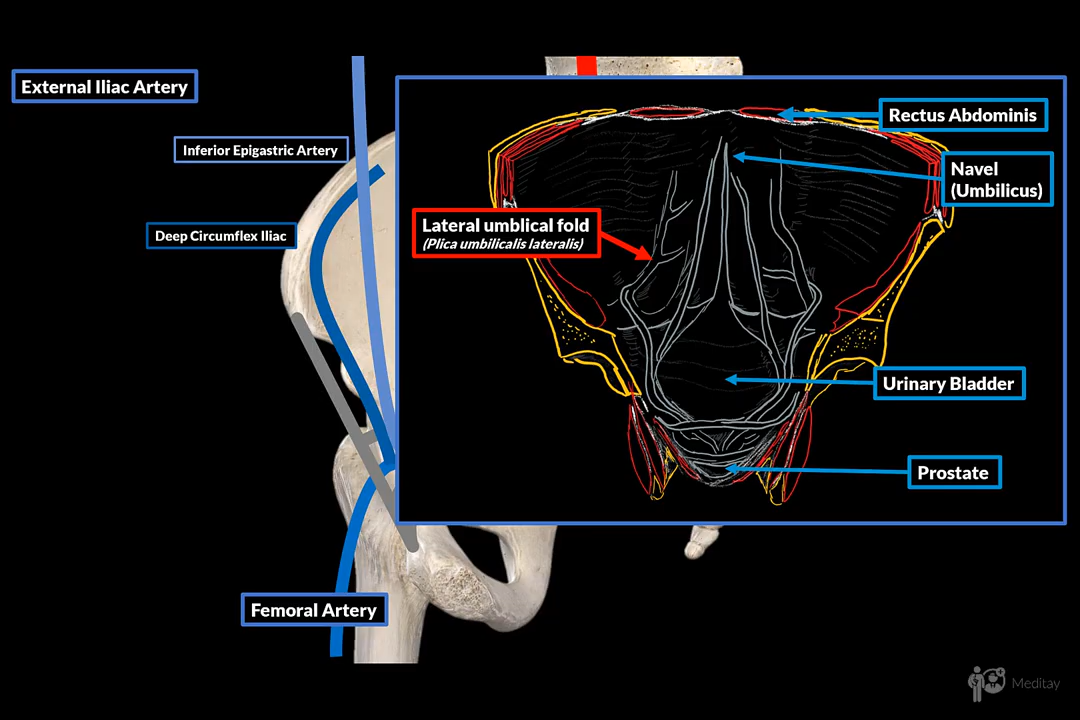 External Iliac Artery
Inferior Epigastric Artery
Deep Circumflex Iliac
Femoral Artery
Rectus Abdominis
Navel
(Umbilicus)
Lateral umblical fold
(Plica umbilicalis lateralis)
Urinary Bladder
Prostate
Meditay